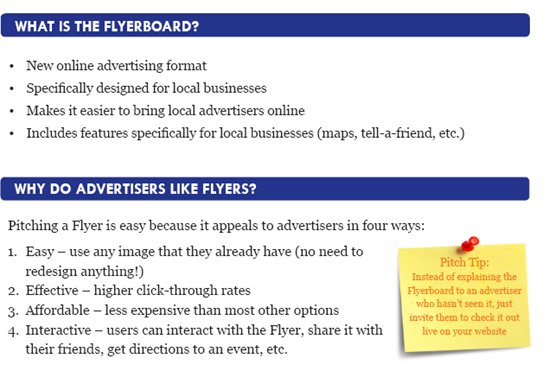 WHAT IS THE FLYERBOARD?
• New online advertising format
• Specifically designed for local businesses
• Makes it easier to bring local advertisers online
• Includes features specifically for local businesses (maps, tell-a-friend, etc.)
WHY DO ADVERTISERS LIKE FLYERS?
Pitching a Flyer is easy because it appeals to advertisers in four ways:
1. Easy – use any image that they already have (no need to
redesign anything!)
2. Effective – higher click-through rates
3. Affordable – less expensive than most other options
4. Interactive – users can interact with the Flyer, share it with
their friends, get directions to an event, etc.
Pitch Tip:
Instead of explaining the
Flyerboard to an advertiser
who hasn't seen it, just
invite them to check it out
live on your website